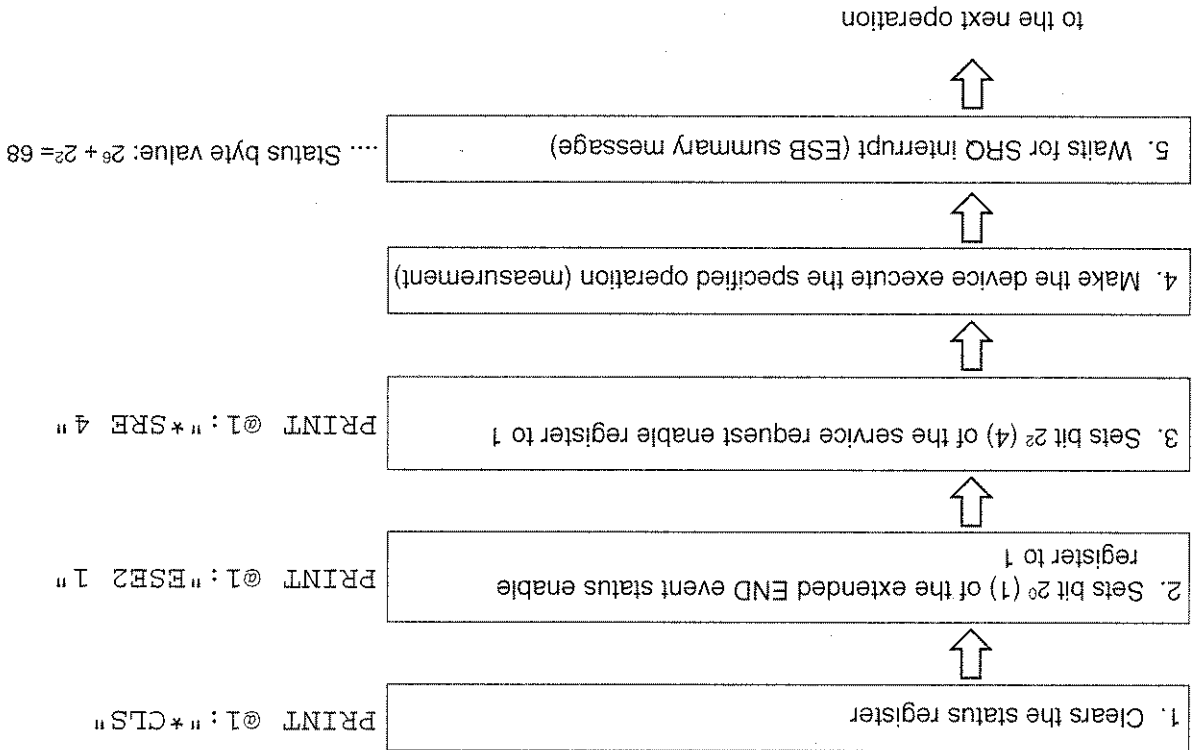 1. Clears the status register
PRINT @1;"*CLS"
2. Sets bit 2⁰ (1) of the extended END event status enable
register to 1
PRINT @1;"ESE2 1"
3. Sets bit 2² (4) of the service request enable register to 1
PRINT @1;"*SRE 4"
4. Make the device execute the specified operation (measurement)
5. Waits for SRQ interrupt (ESB summary message)
.... Status byte value: 2⁶ + 2² = 68
to the next operation